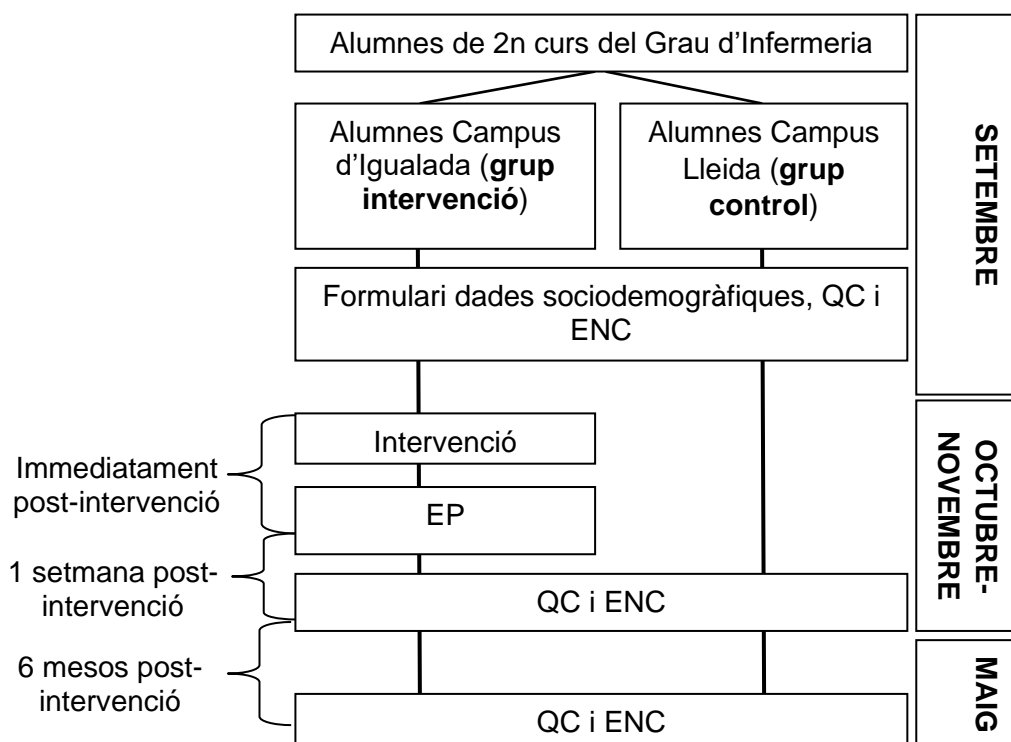 Alumnes de 2n curs del Grau d’Infermeria
Alumnes Campus
d’Igualada (grup
intervenció)
Alumnes Campus
Lleida (grup
control)
SETEMBRE
Formulari dades sociodemogràfiques, QC i
ENC
Intervenció
Immediatament
post-intervenció
EP
OCTUBRE-
NOVEMBRE
1 setmana post-
intervenció
QC i ENC
6 mesos post-
intervenció
QC i ENC
MAIG